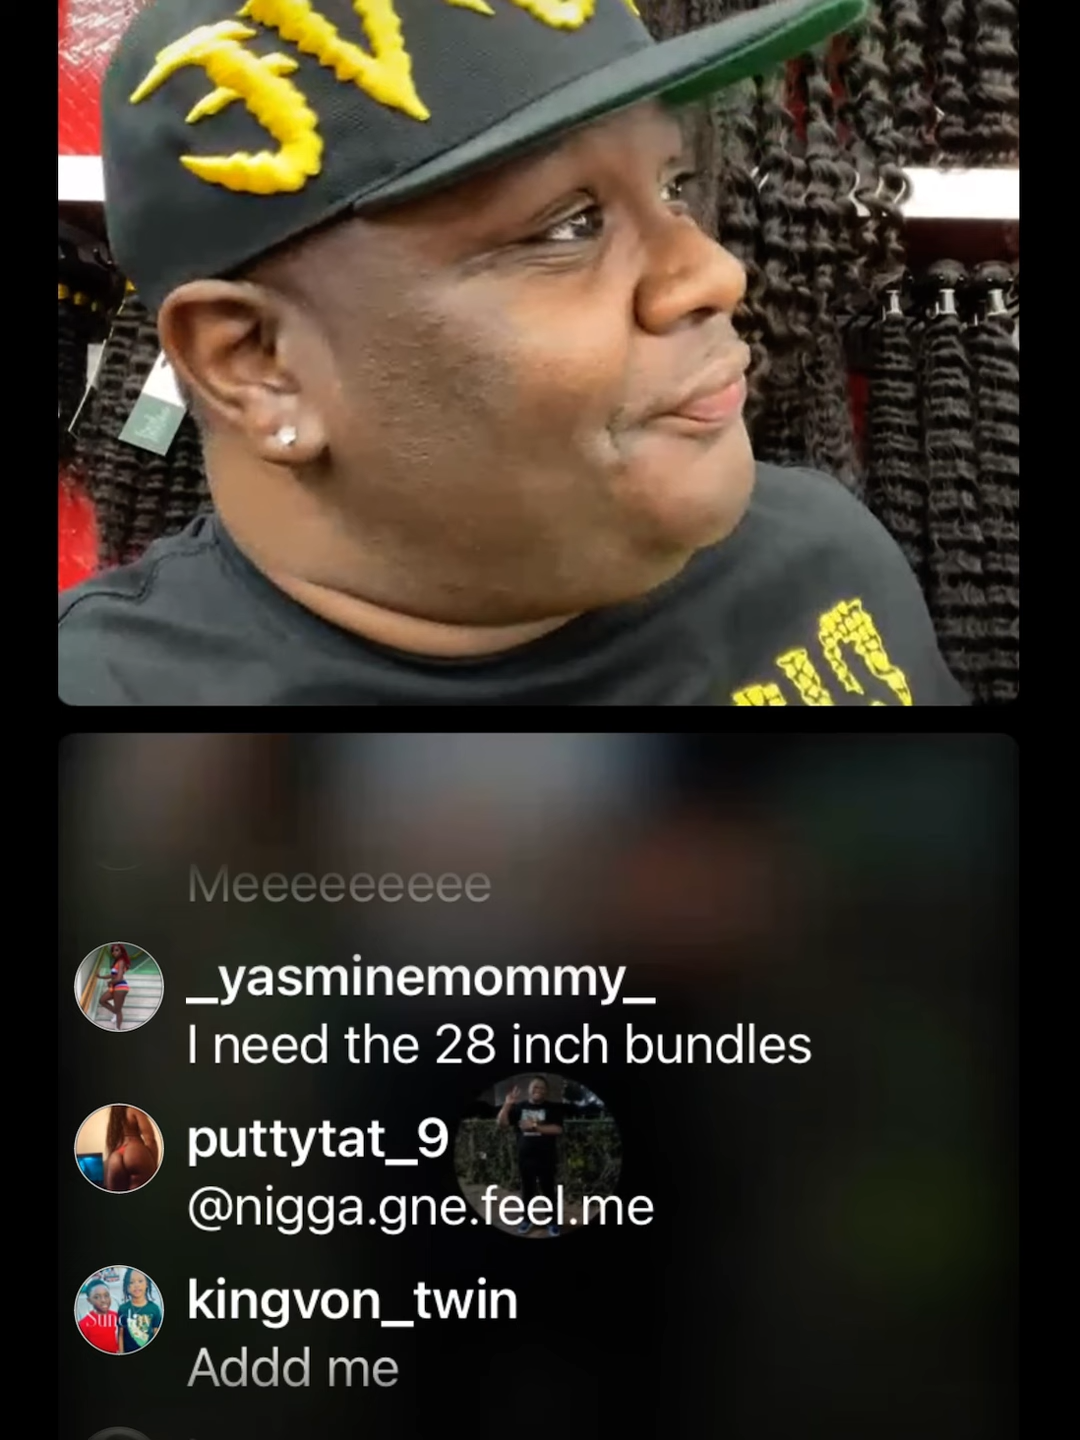 Meeeeeeeee
_yasminemommy_
I need the 28 inch bundles
puttytat_9
@nigga.gne.feel.me
kingvon_twin
Addd me